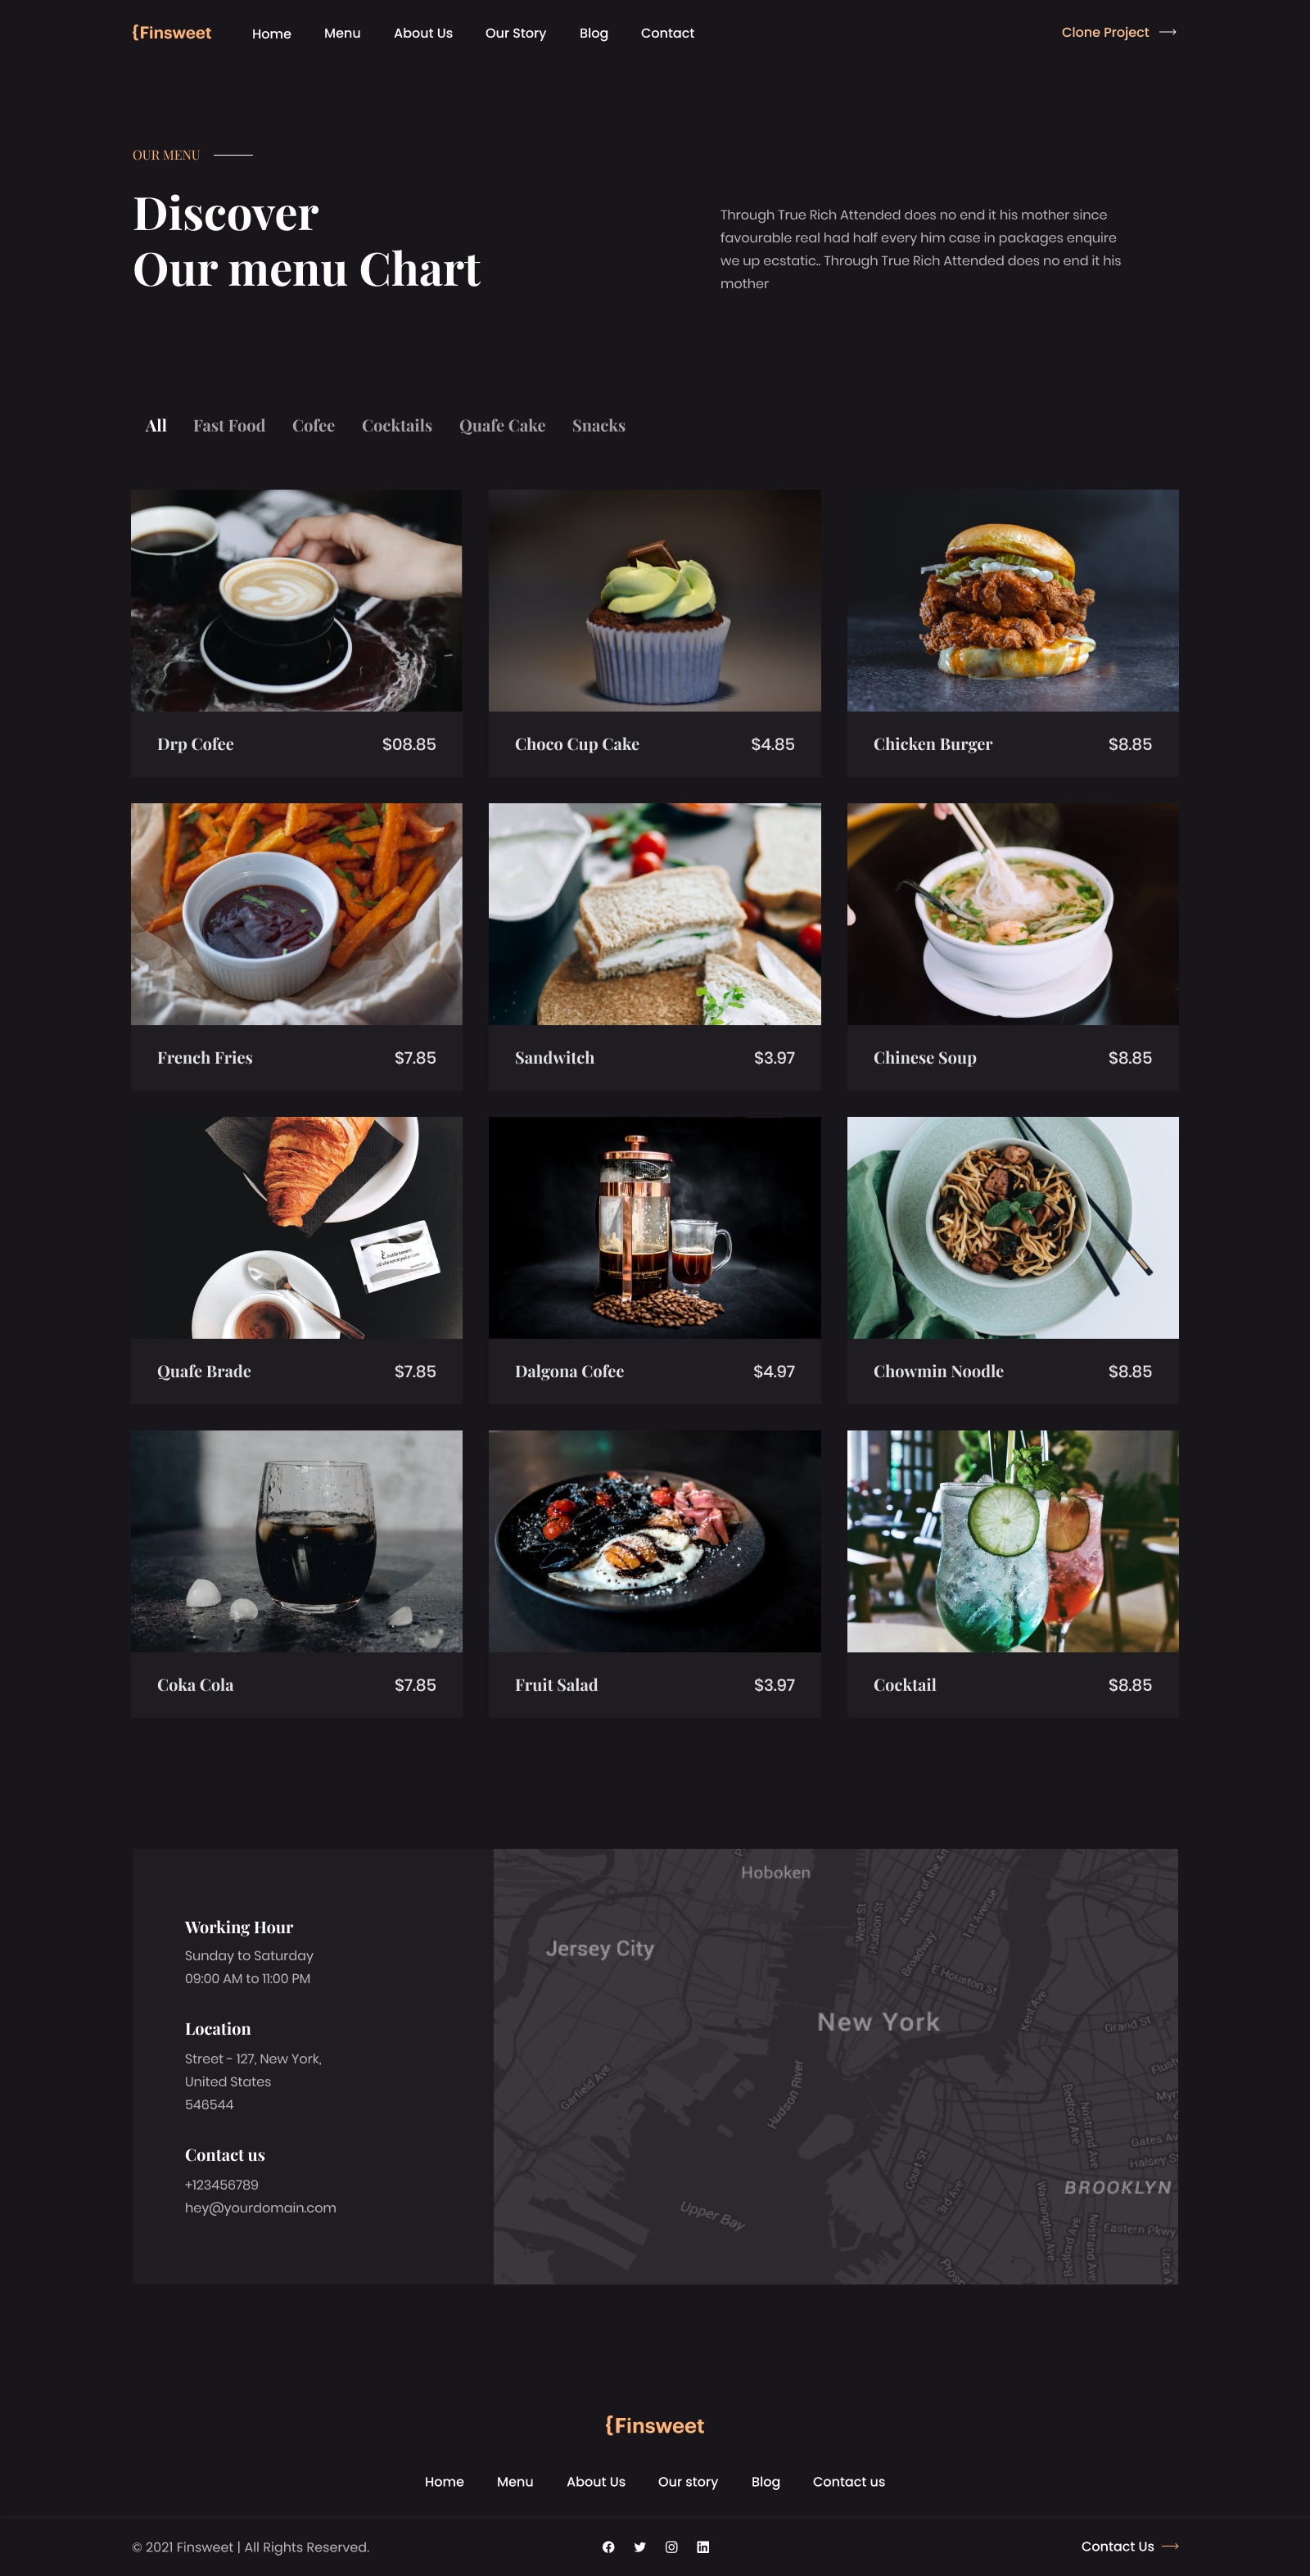 {Finsweet
Home Menu About Us Our Story Blog Contact
Clone Project
OUR MENU
Discover
Our menu Chart
Through True Rich Attended does no end it his mother since
favourable real had half every him case in packages enquire
we up ecstatic.. Through True Rich Attended does no end it his
mother
All Fast Food Cofee Cocktails Quafe Cake Snacks
Drp Cofee $08.85
Choco Cup Cake $4.85
Chicken Burger $8.85
French Fries $7.85
Sandwitch $3.97
Chinese Soup $8.85
Quafe Brade $7.85
Dalgona Cofee $4.97
Chowmin Noodle $8.85
Coka Cola $7.85
Fruit Salad $3.97
Cocktail $8.85
Working Hour
Sunday to Saturday
09:00 AM to 11:00 PM
Location
Street - 127, New York,
United States
546544
Contact us
+123456789
hey@yourdomain.com
Hoboken
Jersey City
New York
West St
Hudson St
Avenue of the Am
1st Avenue
Broadway
E Houston St
Kent Ave
Grand St
Flush
Garfield Ave
Hudson River
Bedford Ave
Nostrand Ave
Myr
Gates Av
Halsey S
Court St
3rd Ave
BROOKLYN
Upper Bay
Washington Ave
Bedford Ave
Nostrand Ave
Eastern Pkwy
Utica A
Prosp
{Finsweet
Home Menu About Us Our story Blog Contact us
© 2021 Finsweet | All Rights Reserved.
Contact Us